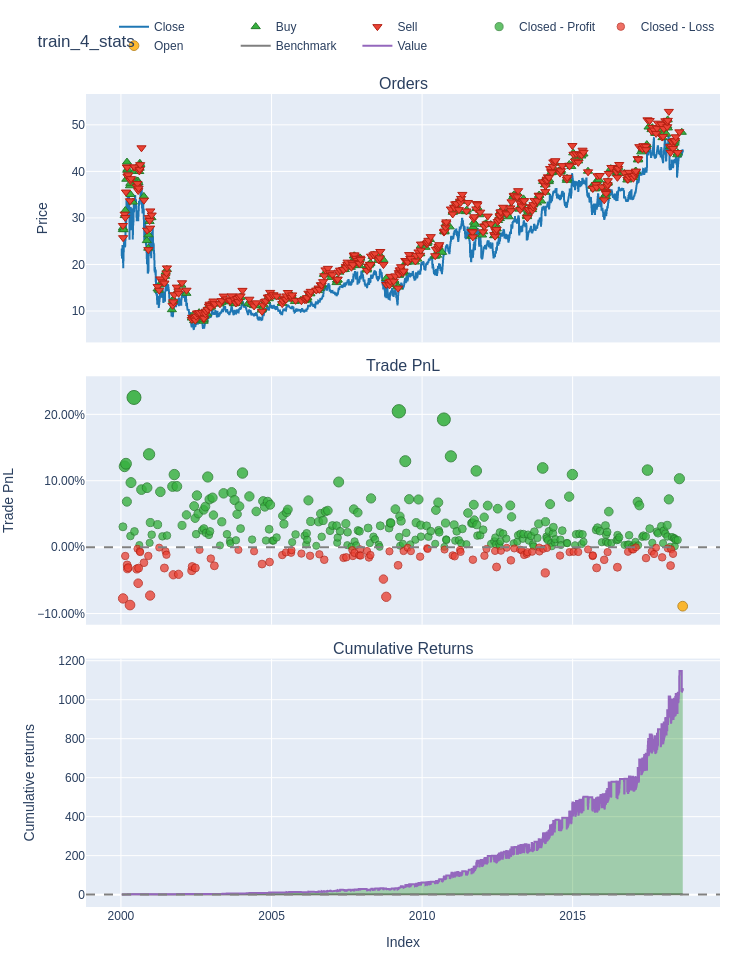 train_4_stats
Close
Buy
Sell
Closed - Profit
Closed - Loss
Open
Benchmark
Value
Orders
50
40
30
20
10
Price
Trade PnL
20.00%
10.00%
0.00%
−10.00%
Trade PnL
Cumulative Returns
1200
1000
800
600
400
200
0
Cumulative returns
2000
2005
2010
2015
Index